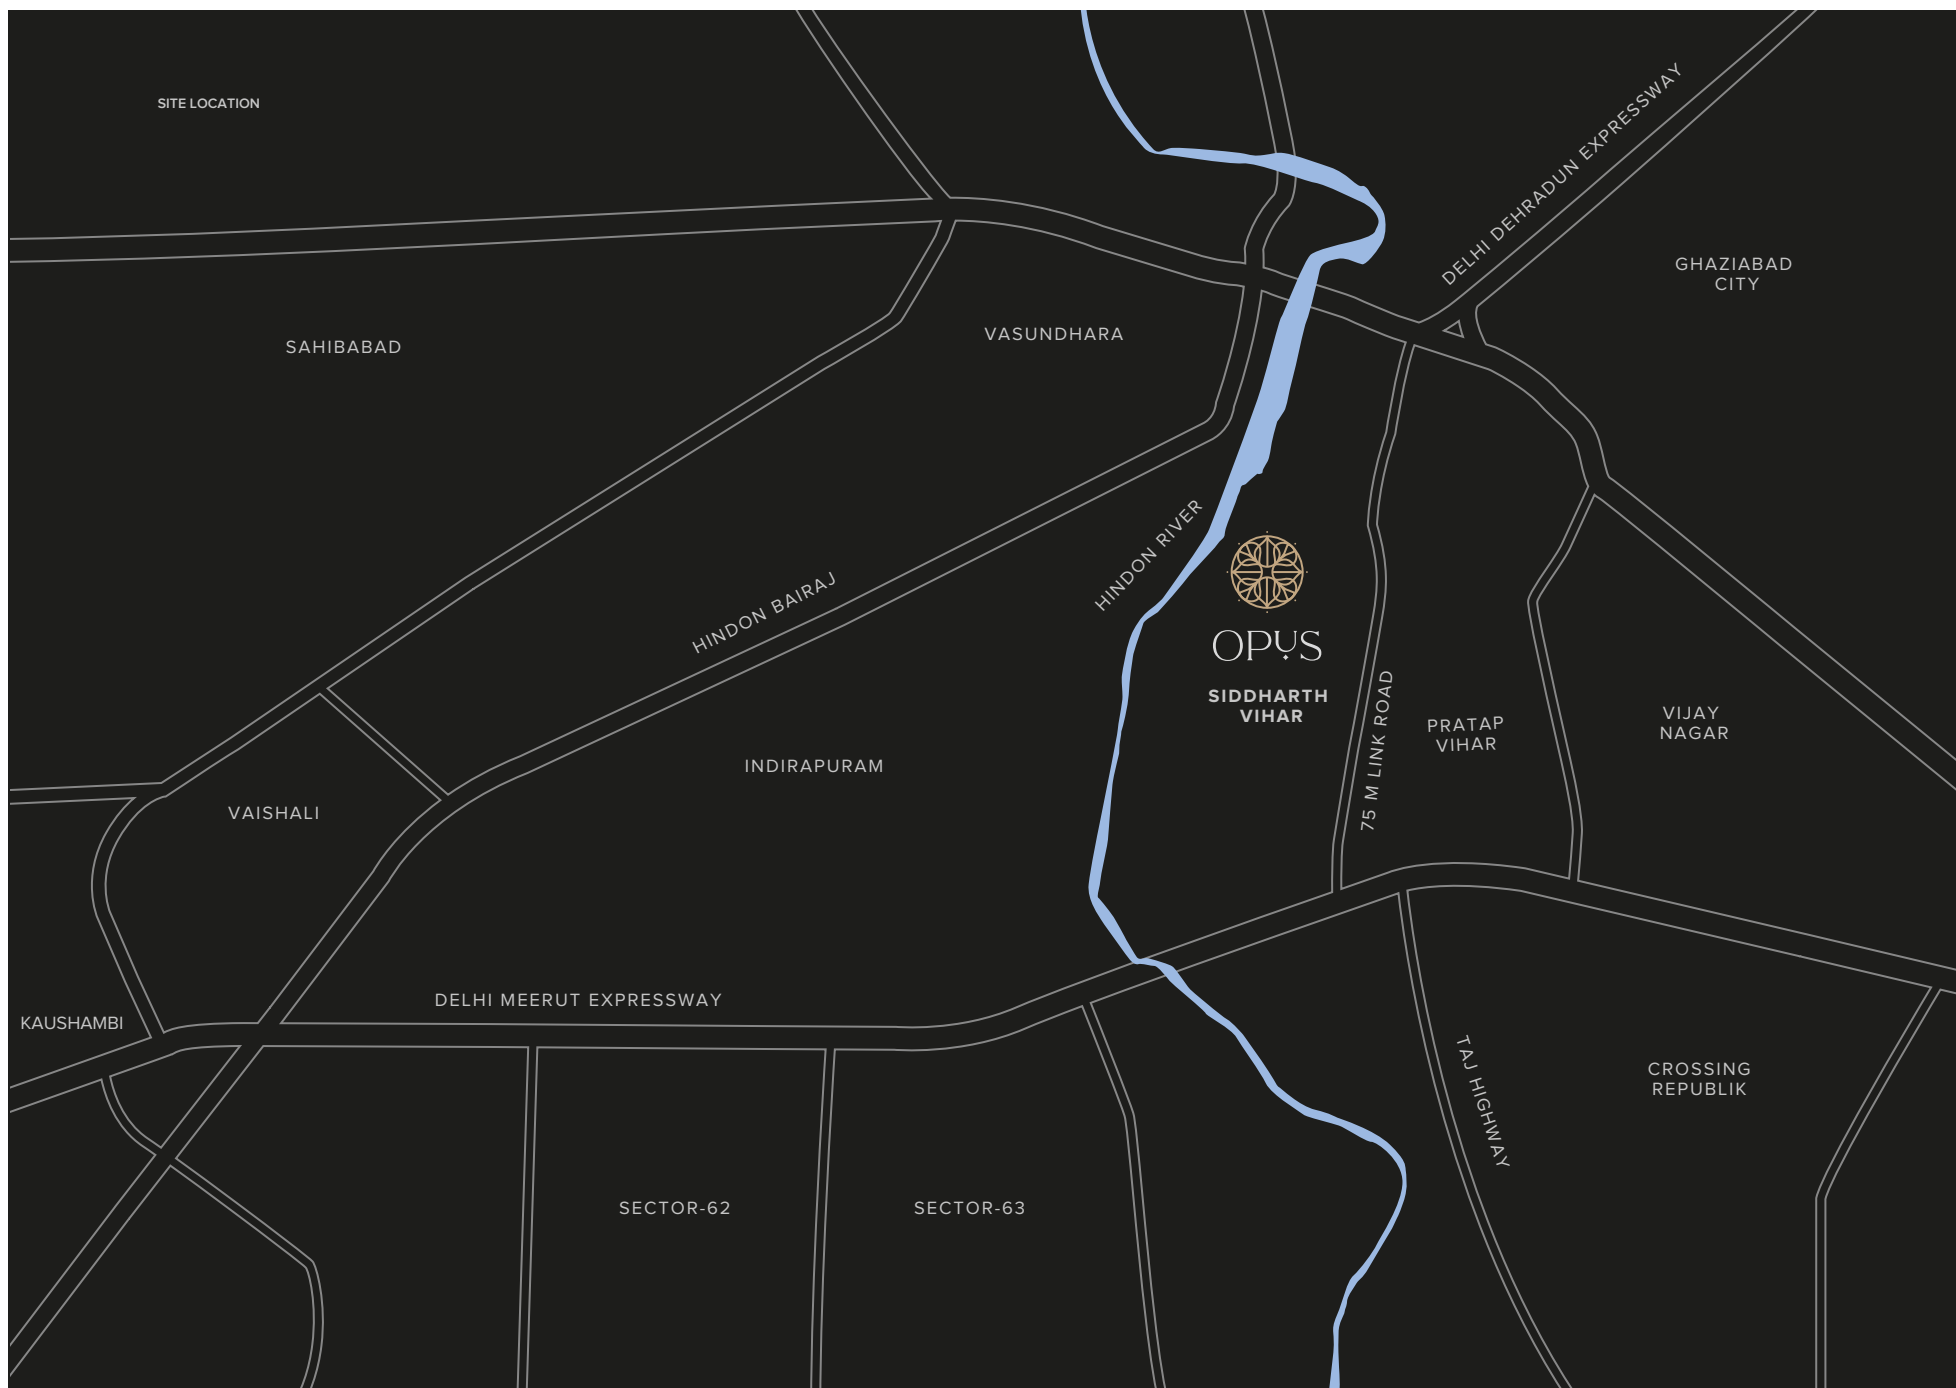 SITE LOCATION
DELHI DEHRADUN EXPRESSWAY
GHAZIABAD
CITY
VASUNDHARA
SAHIBABAD
HINDON RIVER
HINDON BAIRAJ
OPUS
SIDDHARTH
VIHAR
75 M LINK ROAD
PRATAP
VIHAR
VIJAY
NAGAR
INDIRAPURAM
VAISHALI
DELHI MEERUT EXPRESSWAY
KAUSHAMBI
TAJ HIGHWAY
CROSSING
REPUBLIK
SECTOR-62
SECTOR-63